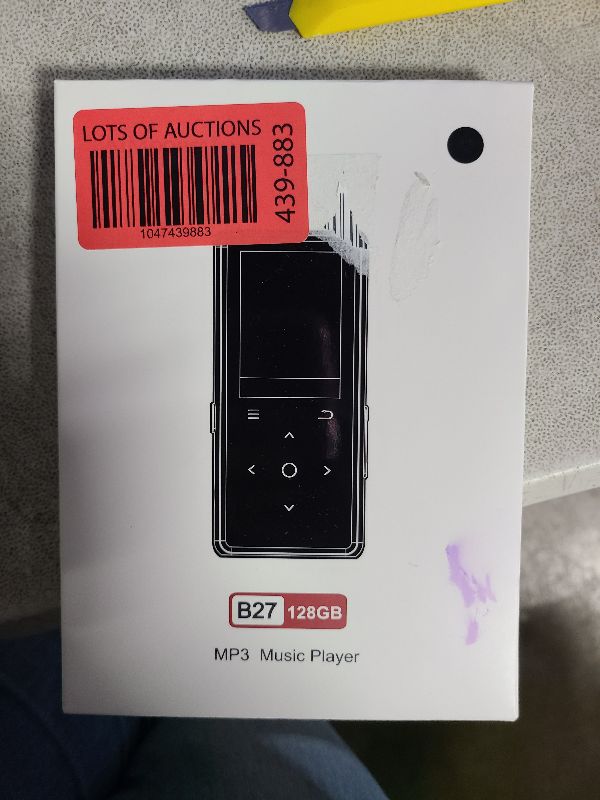 LOTS OF AUCTIONS
1047439883
439-883
B27 128GB
MP3 Music Player